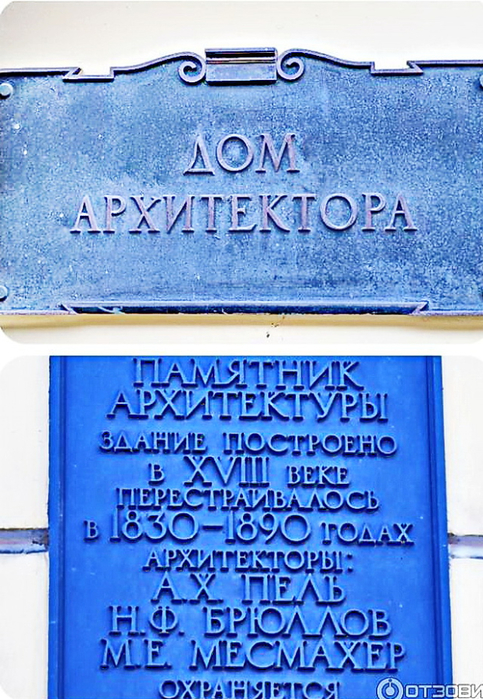 ДОМ
АРХИТЕКТОРА
ПАМЯТНИК
АРХИТЕКТУРЫ
ЗДАНИЕ ПОСТРОЕНО
В XVIII ВЕКЕ
ПЕРЕСТРАИВАЛОСЬ
В 1830–1890 ГОДАХ
АРХИТЕКТОРЫ:
А.Х. ПЕЛЬ
Н.Ф. БРЮЛЛОВ
М.Е. МЕСМАХЕР
ОХРАНЯЕТСЯ
ОТЗОВИ